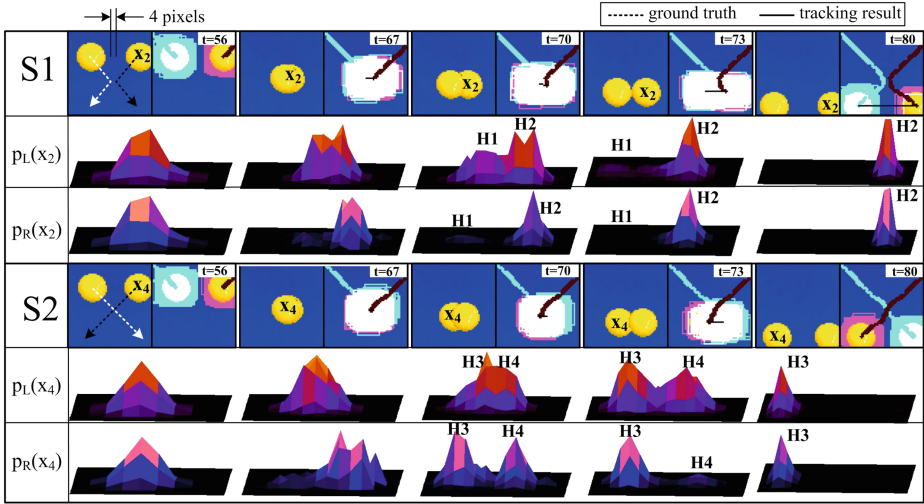 4 pixels
ground truth
tracking result
S1
x2
t=56
x2
t=67
x2
t=70
x2
t=73
x2
t=80
pL(x2)
H1
H2
H1
H2
H2
pR(x2)
H1
H2
H1
H2
H2
S2
x4
t=56
x4
t=67
x4
t=70
x4
t=73
x4
t=80
pL(x4)
H3
H4
H3
H4
H3
pR(x4)
H3
H4
H3
H4
H3